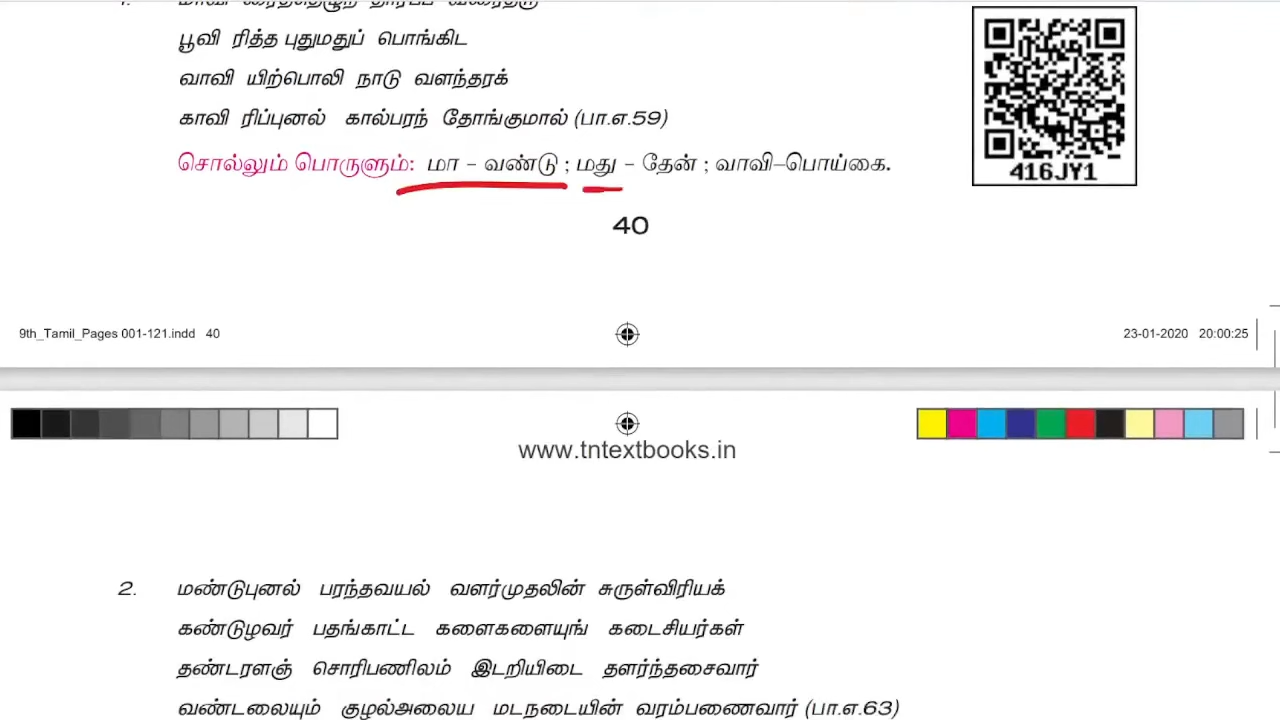 பூவி ரித்த புதுமதுப் பொங்கிட
வாவி யிற்பொலி நாடு வளந்தரக்
காவி ரிப்புனல் கால்பரந் தோங்குமால் (பா.எ.59)
சொல்லும் பொருளும்: மா – வண்டு ; மது – தேன் ; வாவி–பொய்கை.
416JY1
40
9th_Tamil_Pages 001-121.indd 40
23-01-2020 20:00:25
www.tntextbooks.in
2. மண்டுபுனல் பரந்தவயல் வளர்முதலின் சுருள்விரியக்
கண்டுழவர் பதங்காட்ட களைகளையுங் கடைசியர்கள்
தண்டரளஞ் சொரிபணிலம் இடறியிடை தளர்ந்தசைவார்
வண்டலையும் குழல்அலைய மடநடையின் வரம்பணைவார் (பா.எ.63)